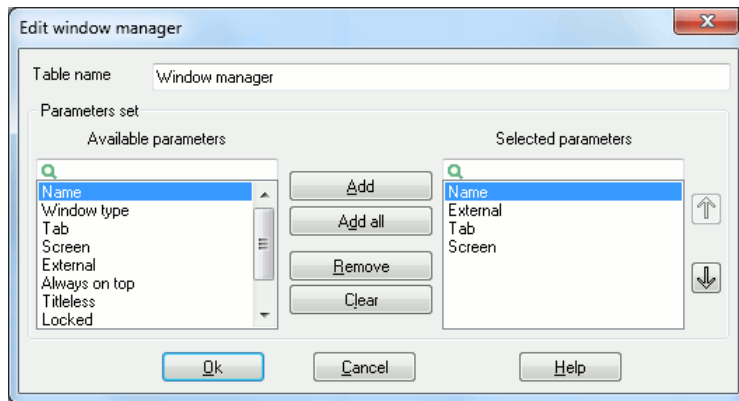 Edit window manager
Table name Window manager
Parameters set
Available parameters Selected parameters
Name
Window type
Tab
Screen
External
Always on top
Titleless
Locked
Add
Add all
Remove
Clear
Name
External
Tab
Screen
Ok Cancel Help